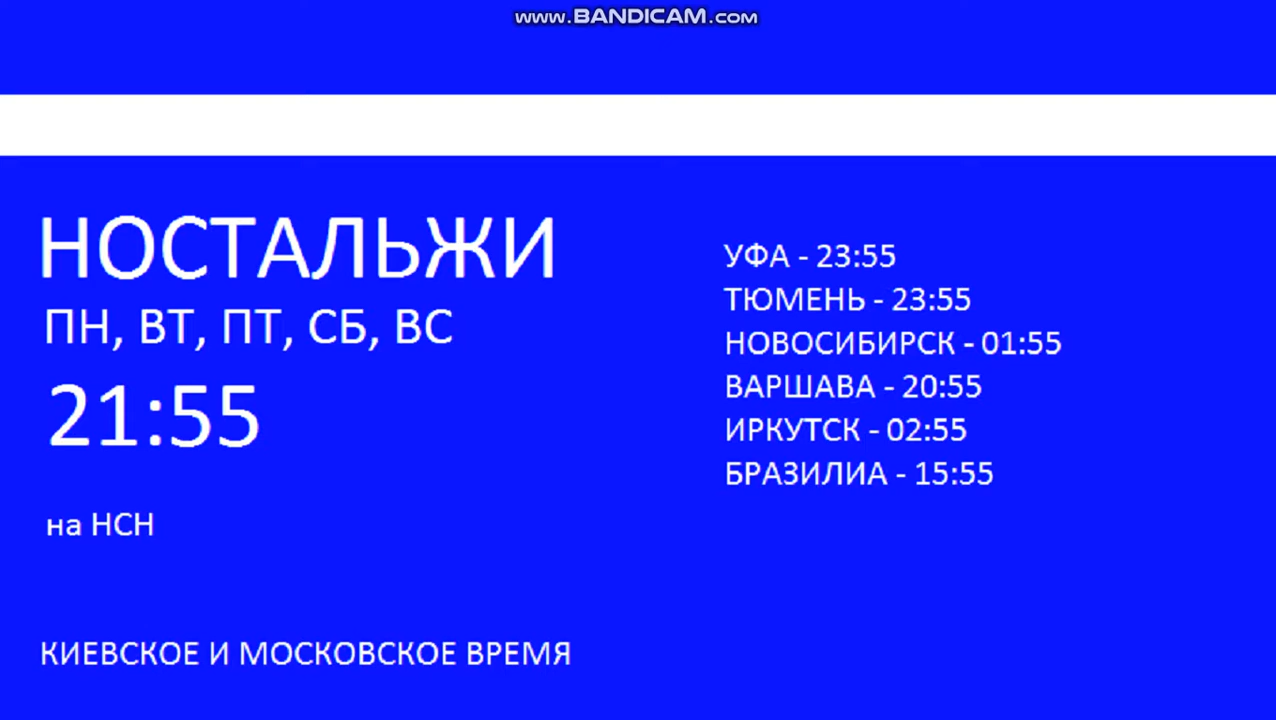 www.BANDICAM.com
НОСТАЛЬЖИ
ПН, ВТ, ПТ, СБ, ВС
21:55
на НСН
КИЕВСКОЕ И МОСКОВСКОЕ ВРЕМЯ
УФА - 23:55
ТЮМЕНЬ - 23:55
НОВОСИБИРСК - 01:55
ВАРШАВА - 20:55
ИРКУТСК - 02:55
БРАЗИЛИА - 15:55